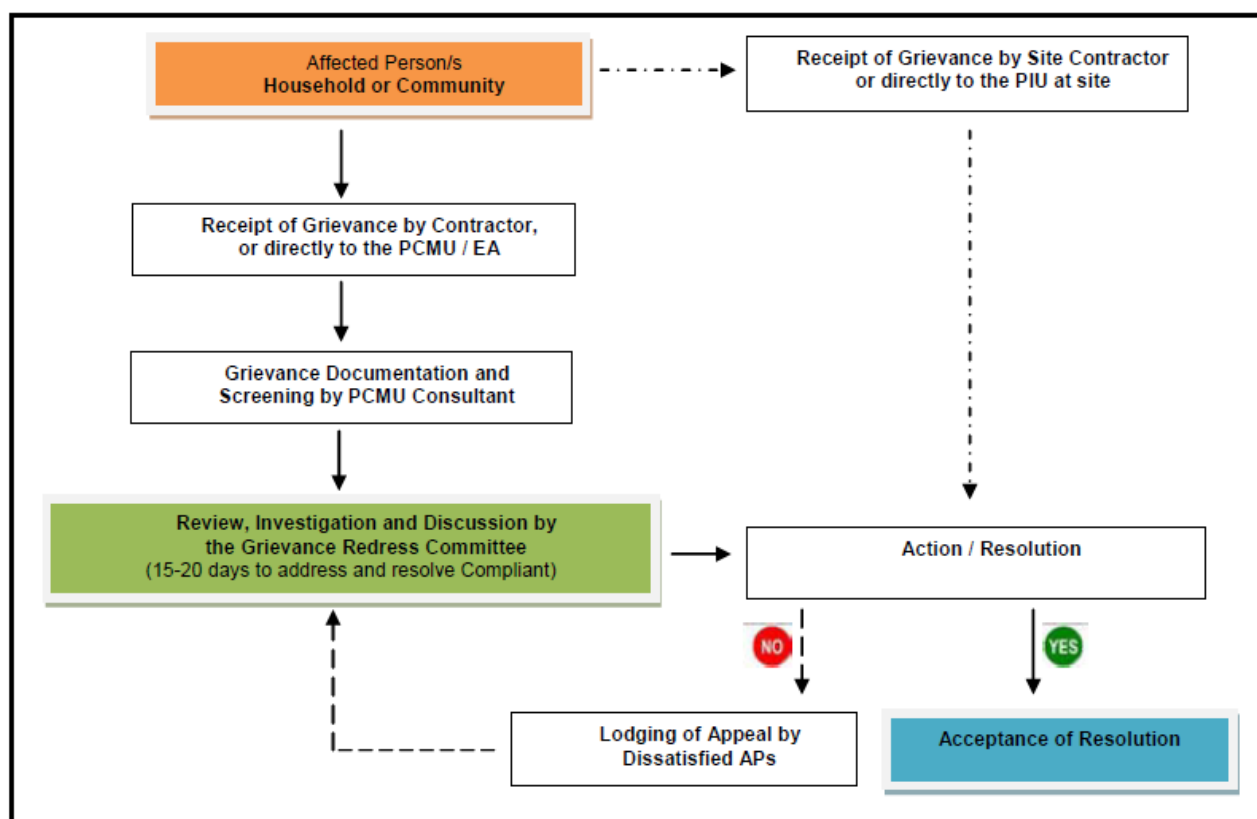 Affected Person/s
Household or Community
Receipt of Grievance by Site Contractor
or directly to the PIU at site
Receipt of Grievance by Contractor,
or directly to the PCMU / EA
Grievance Documentation and
Screening by PCMU Consultant
Review, Investigation and Discussion by
the Grievance Redress Committee
(15-20 days to address and resolve Compliant)
Action / Resolution
NO
YES
Lodging of Appeal by
Dissatisfied APs
Acceptance of Resolution